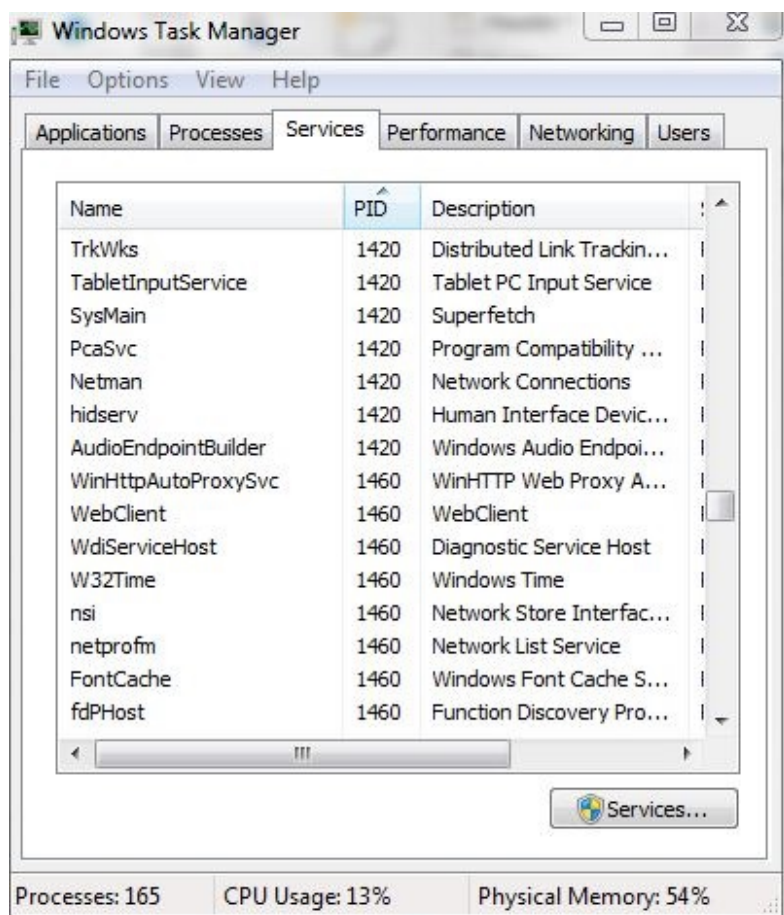 Windows Task Manager
File Options View Help
Applications Processes Services Performance Networking Users
Name PID Description
TrkWks 1420 Distributed Link Trackin...
TabletInputService 1420 Tablet PC Input Service
SysMain 1420 Superfetch
PcaSvc 1420 Program Compatibility ...
Netman 1420 Network Connections
hidserv 1420 Human Interface Devic...
AudioEndpointBuilder 1420 Windows Audio Endpoi...
WinHttpAutoProxySvc 1460 WinHTTP Web Proxy A...
WebClient 1460 WebClient
WdiServiceHost 1460 Diagnostic Service Host
W32Time 1460 Windows Time
nsi 1460 Network Store Interfac...
netprofm 1460 Network List Service
FontCache 1460 Windows Font Cache S...
fdPHost 1460 Function Discovery Pro...
Services...
Processes: 165 CPU Usage: 13% Physical Memory: 54%